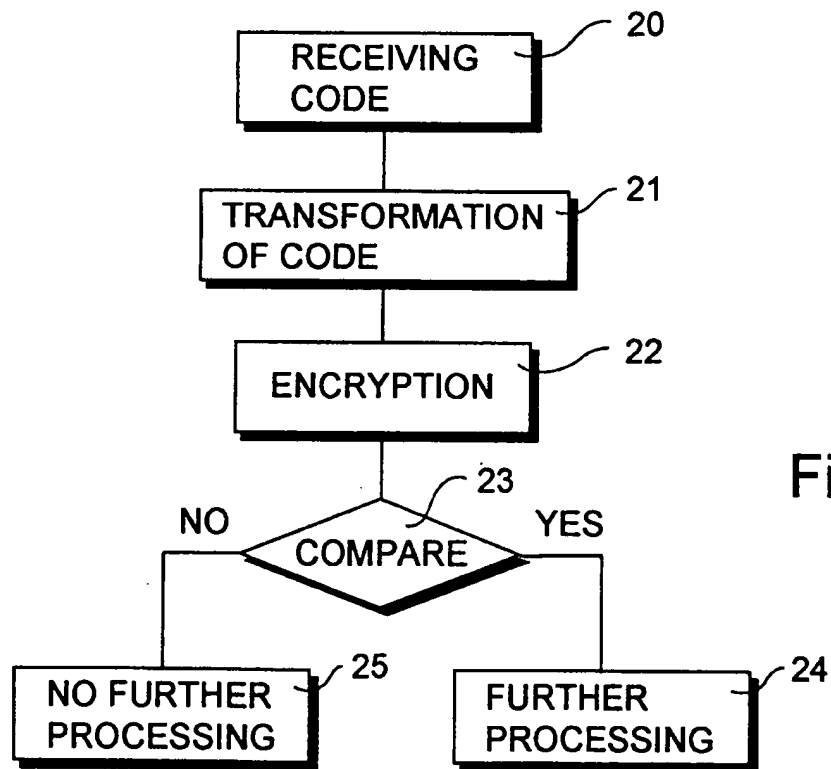 20
RECEIVING
CODE
21
TRANSFORMATION
OF CODE
22
ENCRYPTION
23
NO
COMPARE
YES
Fi
25
NO FURTHER
PROCESSING
24
FURTHER
PROCESSING